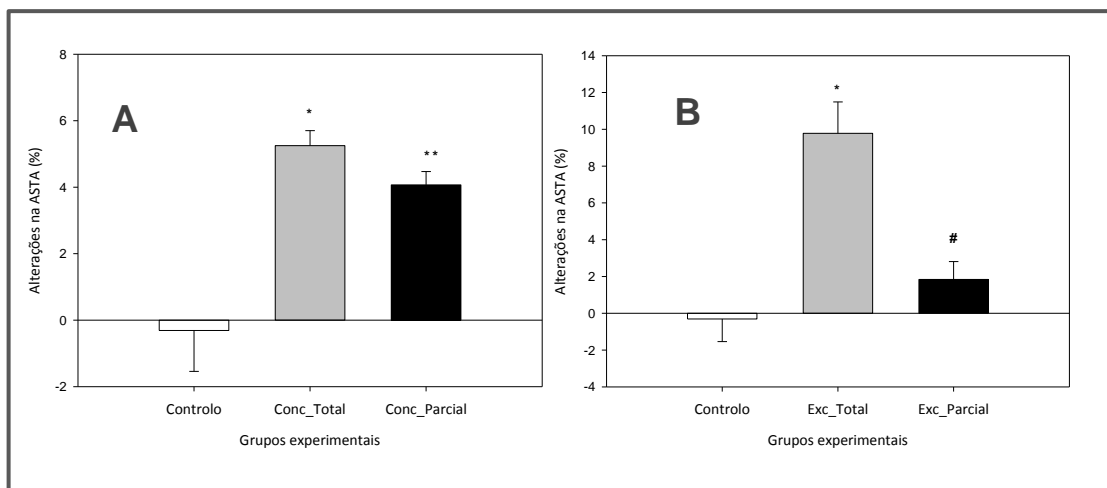 A
Alterações na ASTA (%)
8
6
4
2
0
-2
*
**
Controlo Conc_Total Conc_Parcial
Grupos experimentais
B
Alterações na ASTA (%)
14
12
10
8
6
4
2
0
-2
-4
*
#
Controlo Exc_Total Exc_Parcial
Grupos experimentais